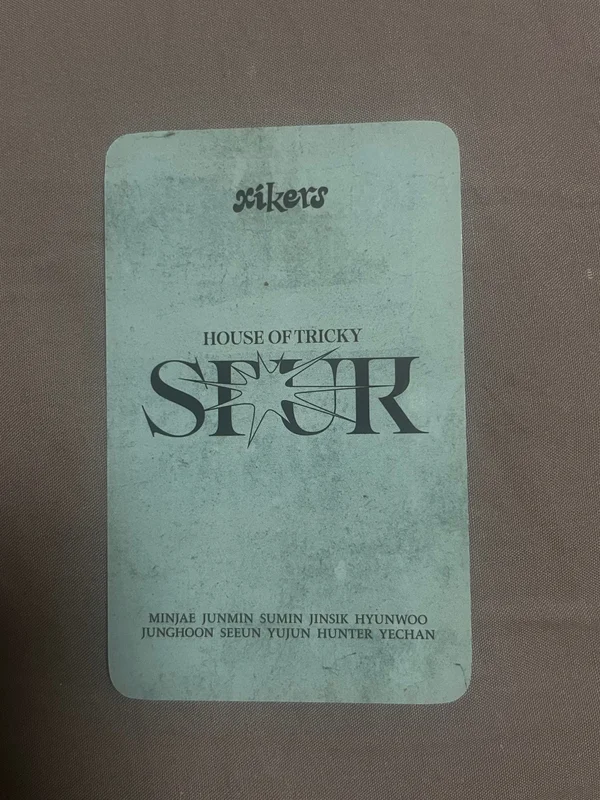 xikers
HOUSE OF TRICKY
SPUR
MINJAE JUNMIN SUMIN JINSIK HYUNWOO
JUNGHOON SEEUN YUJUN HUNTER YECHAN